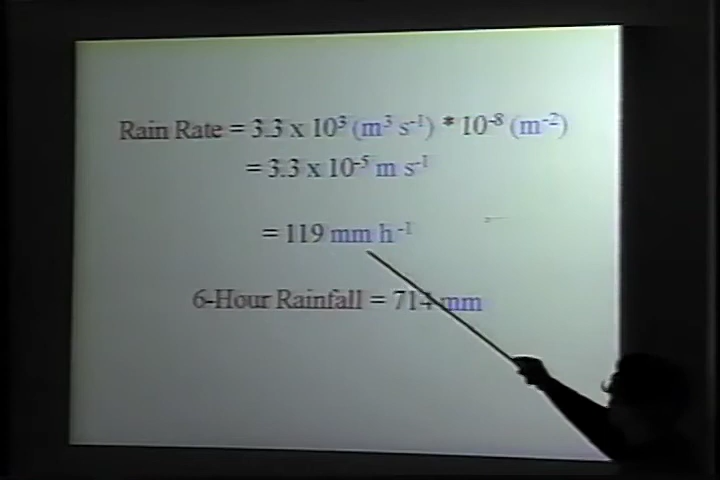 Rain Rate = 3.3 x 10³ (m³ s⁻¹) * 10⁻⁸ (m⁻²)
= 3.3 x 10⁻⁵ m s⁻¹
= 119 mm h⁻¹
6-Hour Rainfall = 714 mm